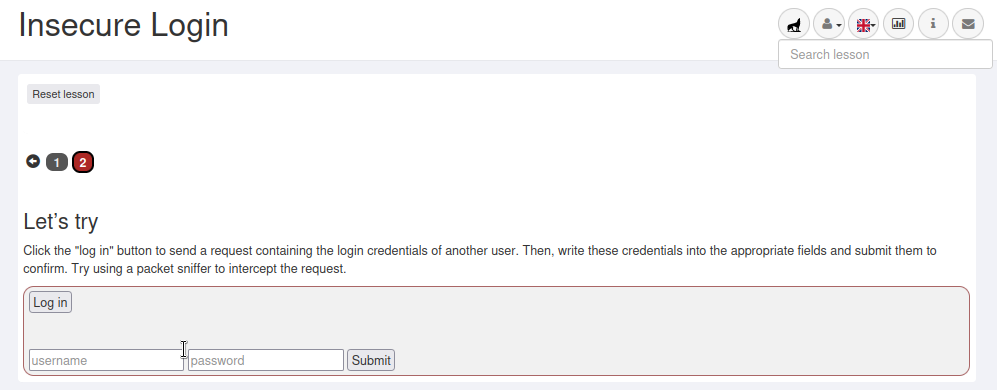 Insecure Login
Search lesson
Reset lesson
1 2
Let's try
Click the "log in" button to send a request containing the login credentials of another user. Then, write these credentials into the appropriate fields and submit them to
confirm. Try using a packet sniffer to intercept the request.
Log in
username password Submit